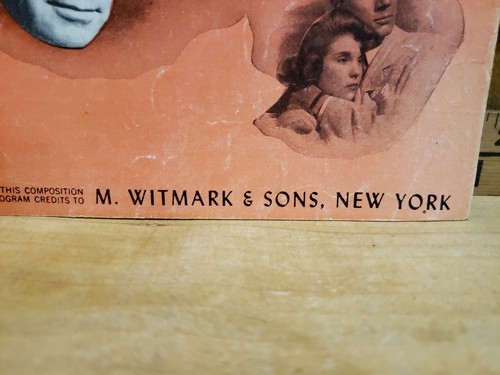 THIS COMPOSITION
OGRAM CREDITS TO
M. WITMARK & SONS, NEW YORK